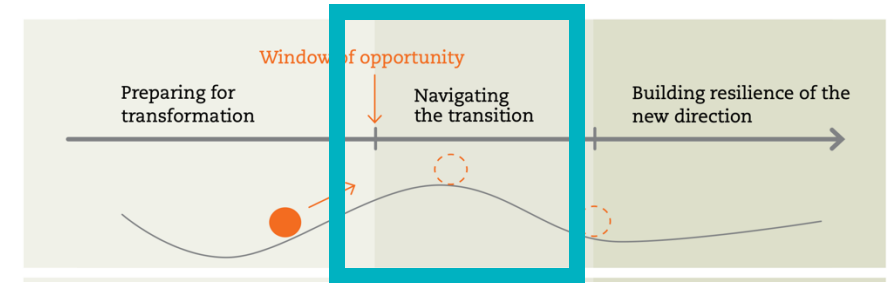 Window of opportunity
Preparing for
transformation
Navigating
the transition
Building resilience of the
new direction